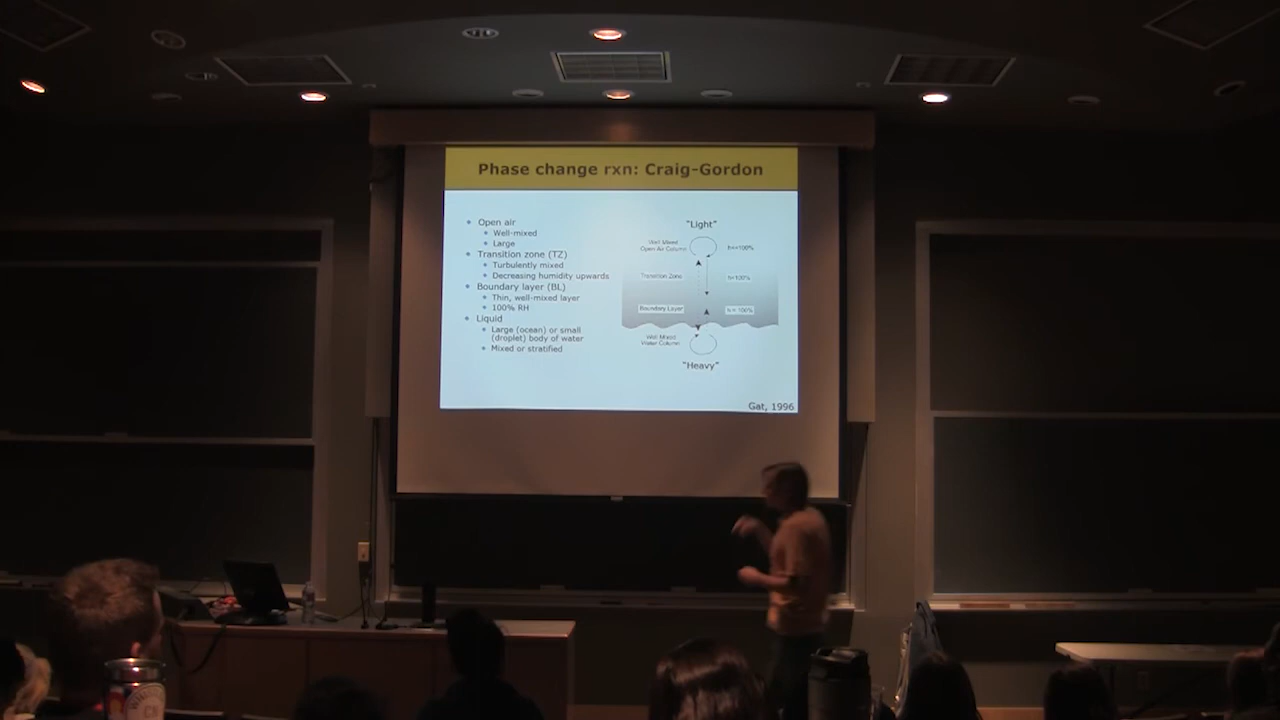 Phase change rxn: Craig-Gordon
• Open air
• Well-mixed
• Large
• Transition zone (TZ)
• Turbulently mixed
• Decreasing humidity upwards
• Boundary layer (BL)
• Thin, well-mixed layer
• 100% RH
• Liquid
• Large (ocean) or small
(droplet) body of water
• Mixed or stratified
"Light"
Well Mixed
Open Air Column
Transition Zone
h<100%
Boundary Layer
Well Mixed
Water Column
"Heavy"
Gat, 1996